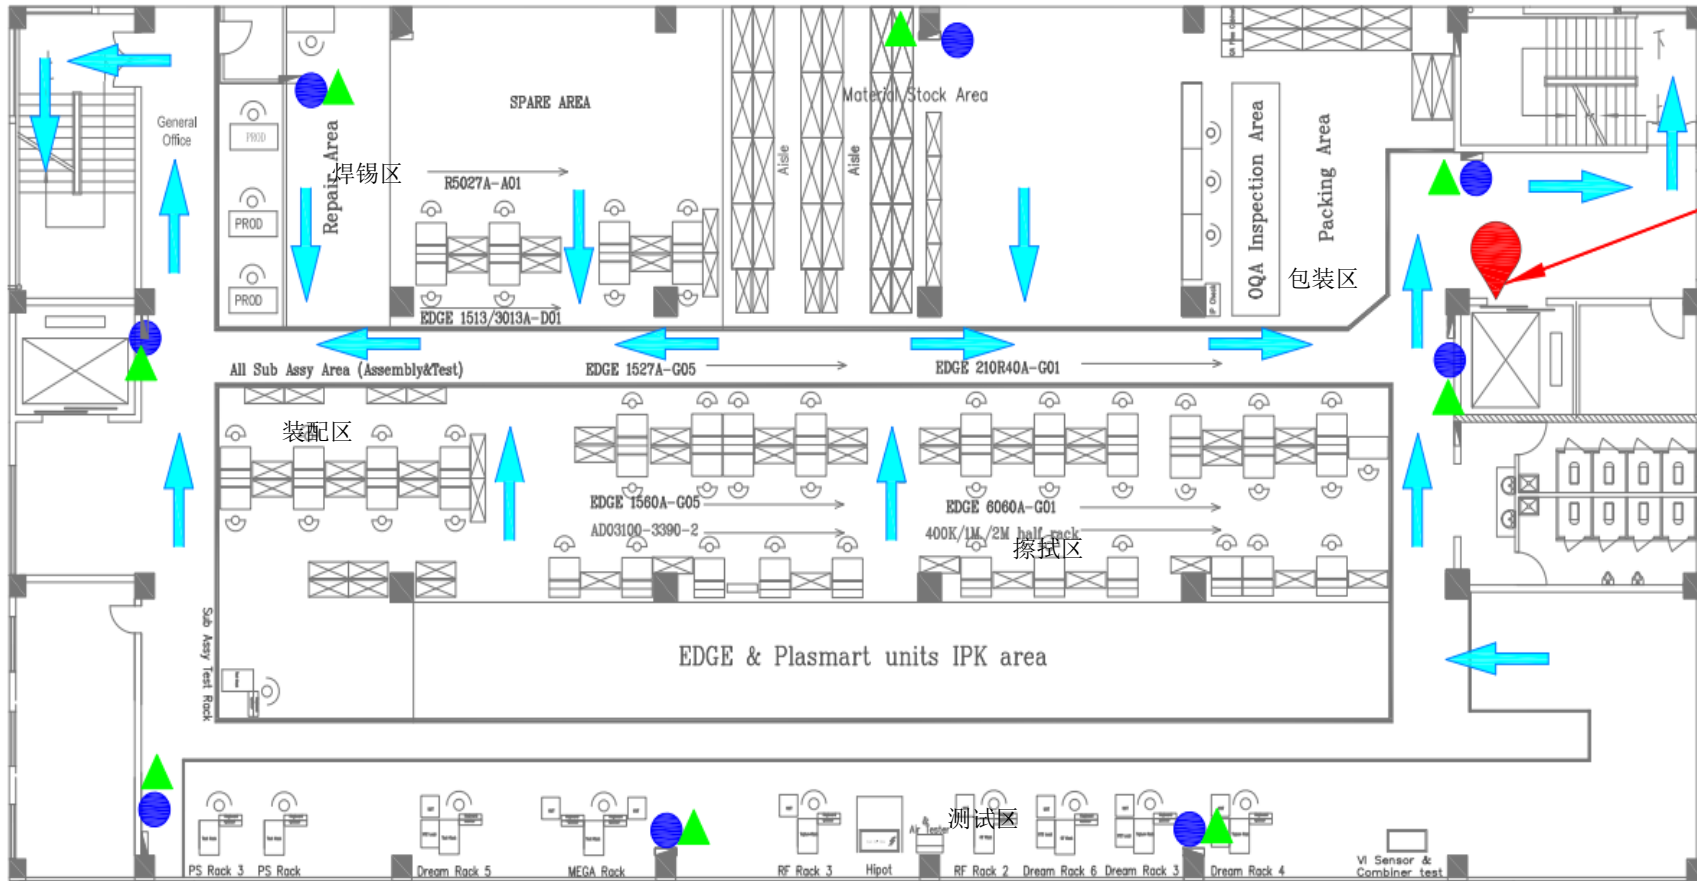 General
Office
PROD
PROD
PROD
Repair Area
焊锡区
SPARE AREA
R5027A-A01
EDGE 1513/3013A-D01
Aisle
Aisle
Material Stock Area
OQA Inspection Area
Packing Area
包装区
All Sub Assy Area (Assembly&Test)
EDGE 1527A-G05
EDGE 210R40A-G01
装配区
EDGE 1560A-G05
AD03100-3390-2
EDGE 6060A-G01
400K/1M/2M half rack
擦拭区
Sub Assy Test Rack
EDGE & Plasmart units IPK area
PS Rack 3
PS Rack
Dream Rack 5
MEGA Rack
RF Rack 3
Hipot
Air Tester
测试区
RF Rack 2
Dream Rack 6
Dream Rack 3
Dream Rack 4
VI Sensor &
Combiner test